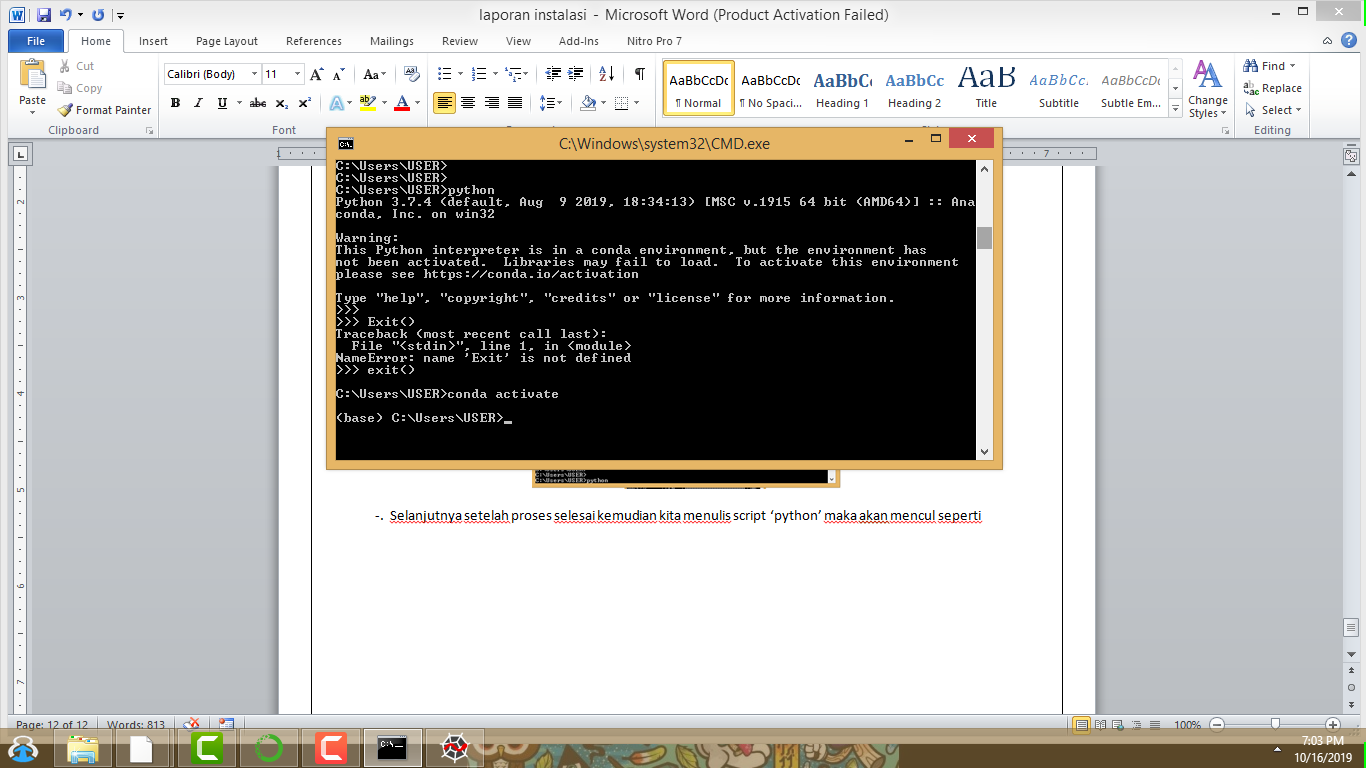 laporan instalasi - Microsoft Word (Product Activation Failed)
File Home Insert Page Layout References Mailings Review View Add-Ins Nitro Pro 7
Paste
Cut
Copy
Format Painter
Clipboard
Calibri (Body) 11
Font
AaBbCcDc AaBbCcDc AaBbC AaBbCc AaB AaBbCc. AaBbCcDc
¶ Normal ¶ No Spaci... Heading 1 Heading 2 Title Subtitle Subtle Em...
Change Styles
Find
Replace
Select
Editing
C:\Windows\system32\CMD.exe
C:\Users\USER>
C:\Users\USER>
C:\Users\USER>python
Python 3.7.4 (default, Aug  9 2019, 18:34:13) [MSC v.1915 64 bit (AMD64)] :: Ana
conda, Inc. on win32
Warning:
This Python interpreter is in a conda environment, but the environment has
not been activated.  Libraries may fail to load.  To activate this environment
please see https://conda.io/activation
Type "help", "copyright", "credits" or "license" for more information.
>>>
>>> Exit()
Traceback (most recent call last):
  File "<stdin>", line 1, in <module>
NameError: name 'Exit' is not defined
>>> exit()
C:\Users\USER>conda activate
(base) C:\Users\USER>_
C:\Users\USER>
C:\Users\USER>python
-. Selanjutnya setelah proses selesai kemudian kita menulis script ‘python’ maka akan mencul seperti
Page: 12 of 12 Words: 813 100%
7:03 PM
10/16/2019